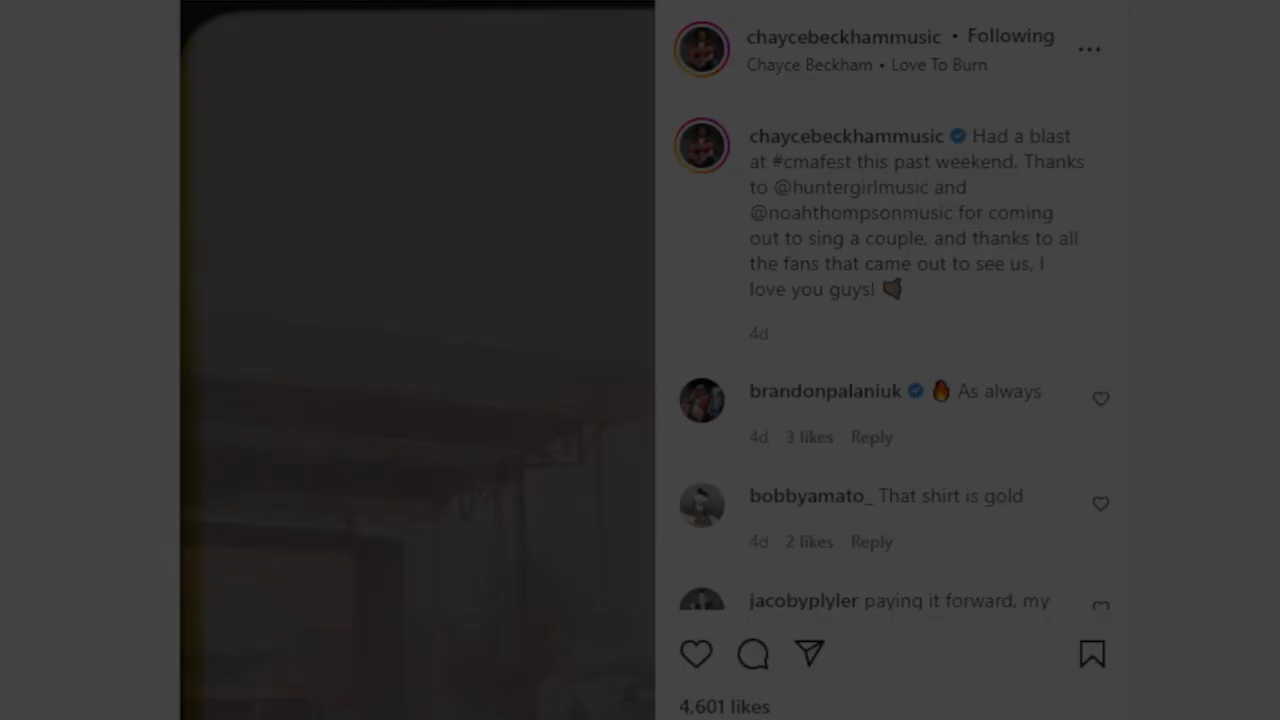 chaycebeckhammusic • Following
Chayce Beckham • Love To Burn
chaycebeckhammusic Had a blast
at #cmafest this past weekend. Thanks
to @huntergirlmusic and
@noahthompsonmusic for coming
out to sing a couple, and thanks to all
the fans that came out to see us, I
love you guys!
4d
brandonpalaniuk 🔥 As always
4d 3 likes Reply
bobbyamato_ That shirt is gold
4d 2 likes Reply
jacobyplyler paying it forward, my
4,601 likes